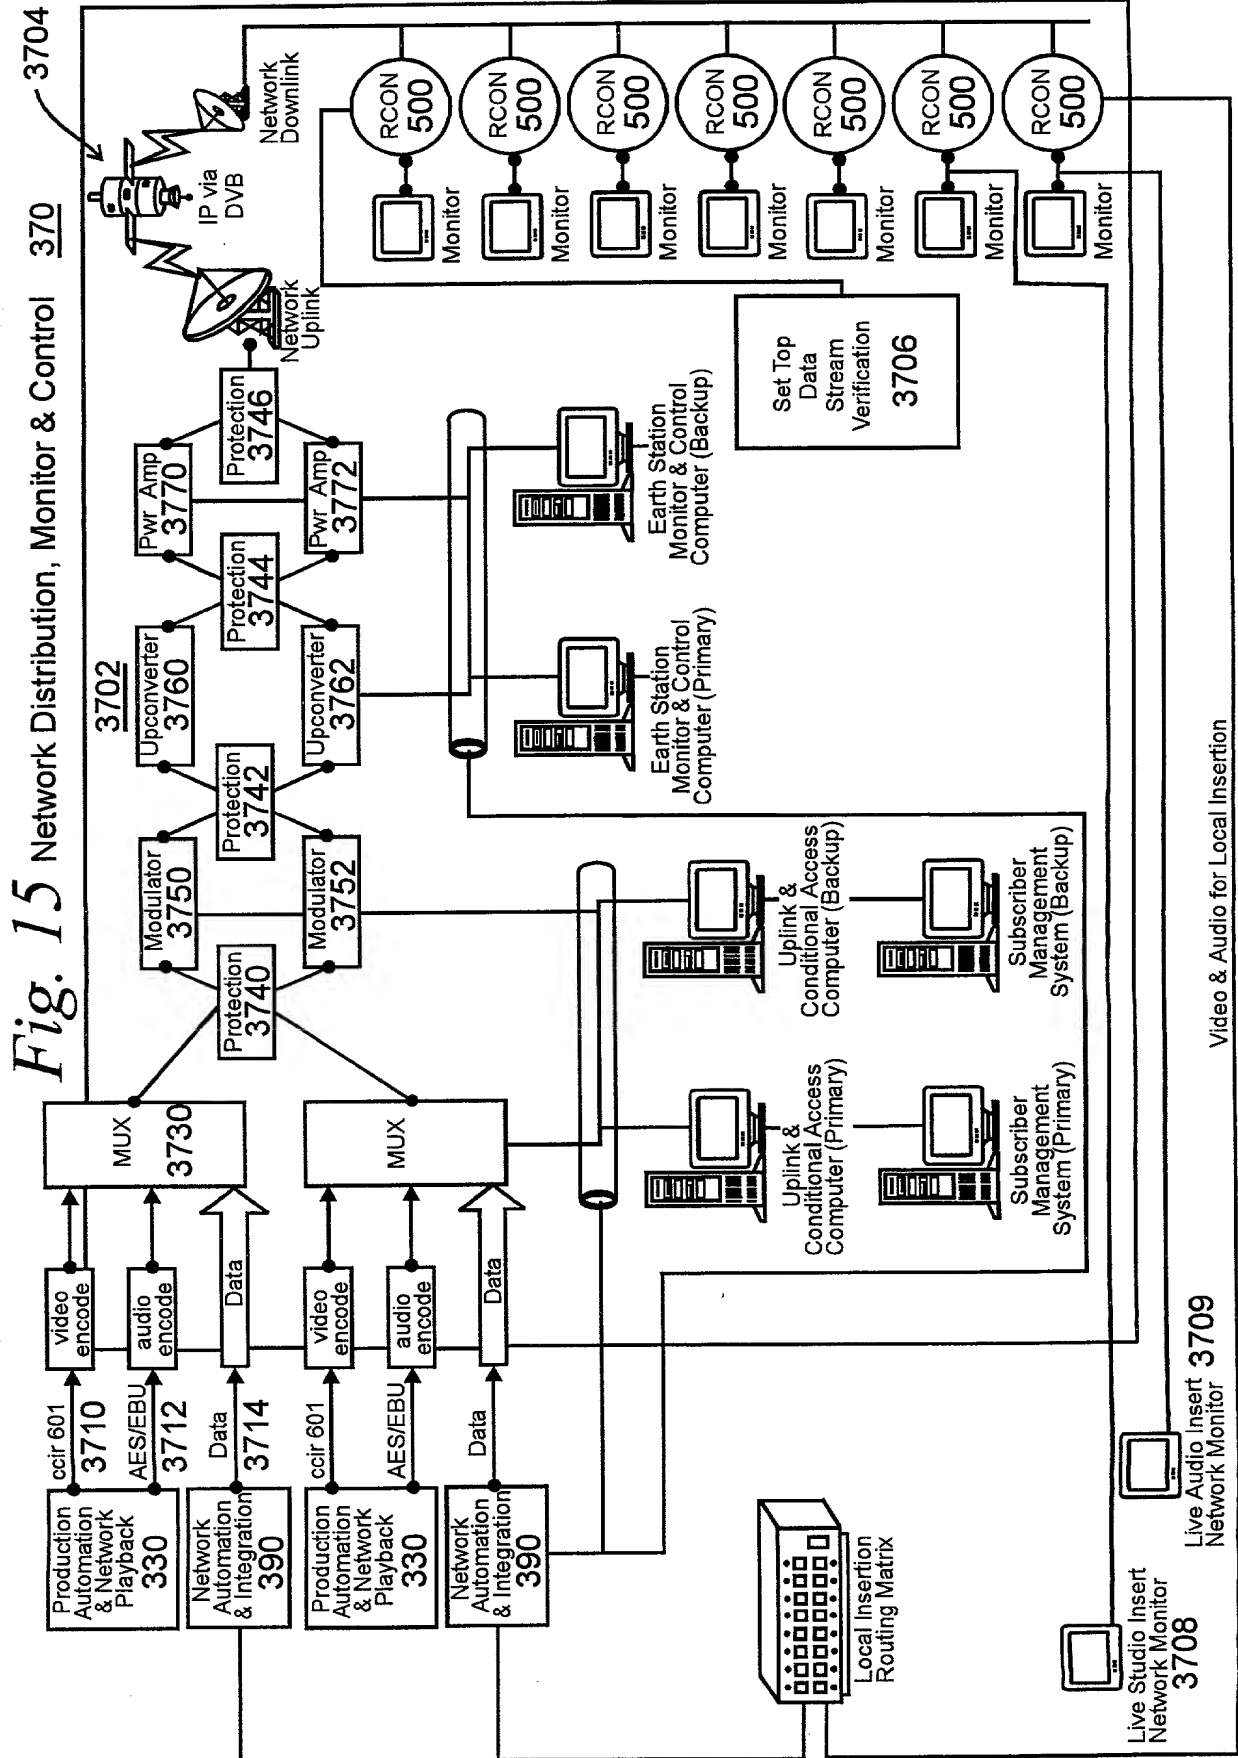 Fig. 15 Network Distribution, Monitor & Control 370
3704
3702
Production
Automation
& Network
Playback
330
ccir 601
3710
AES/EBU
3712
video
encode
audio
encode
Network
Automation
& Integration
390
Data
3714
Data
MUX
3730
Production
Automation
& Network
Playback
330
ccir 601
AES/EBU
video
encode
audio
encode
Network
Automation
& Integration
390
Data
Data
MUX
Protection
3740
Modulator
3750
Modulator
3752
Protection
3742
Upconverter
3760
Upconverter
3762
Protection
3744
Pwr Amp
3770
Pwr Amp
3772
Protection
3746
Network
Uplink
IP via
DVB
Network
Downlink
RCON
500
RCON
500
RCON
500
RCON
500
RCON
500
RCON
500
RCON
500
Monitor
Monitor
Monitor
Monitor
Monitor
Monitor
Monitor
Uplink &
Conditional Access
Computer (Primary)
Uplink &
Conditional Access
Computer (Backup)
Earth Station
Monitor & Control
Computer (Primary)
Earth Station
Monitor & Control
Computer (Backup)
Set Top
Data
Stream
Verification
3706
Subscriber
Management
System (Primary)
Subscriber
Management
System (Backup)
Local Insertion
Routing Matrix
Live Studio Insert
Network Monitor
3708
Live Audio Insert 3709
Network Monitor
Video & Audio for Local Insertion